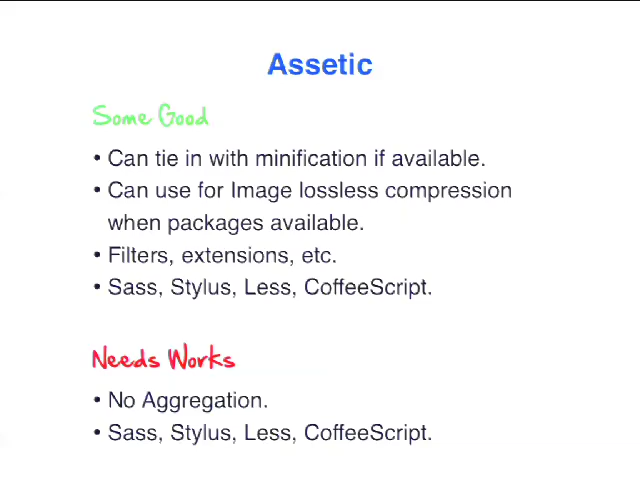 Assetic
Some Good
• Can tie in with minification if available.
• Can use for Image lossless compression
when packages available.
• Filters, extensions, etc.
• Sass, Stylus, Less, CoffeeScript.
Needs Works
• No Aggregation.
• Sass, Stylus, Less, CoffeeScript.